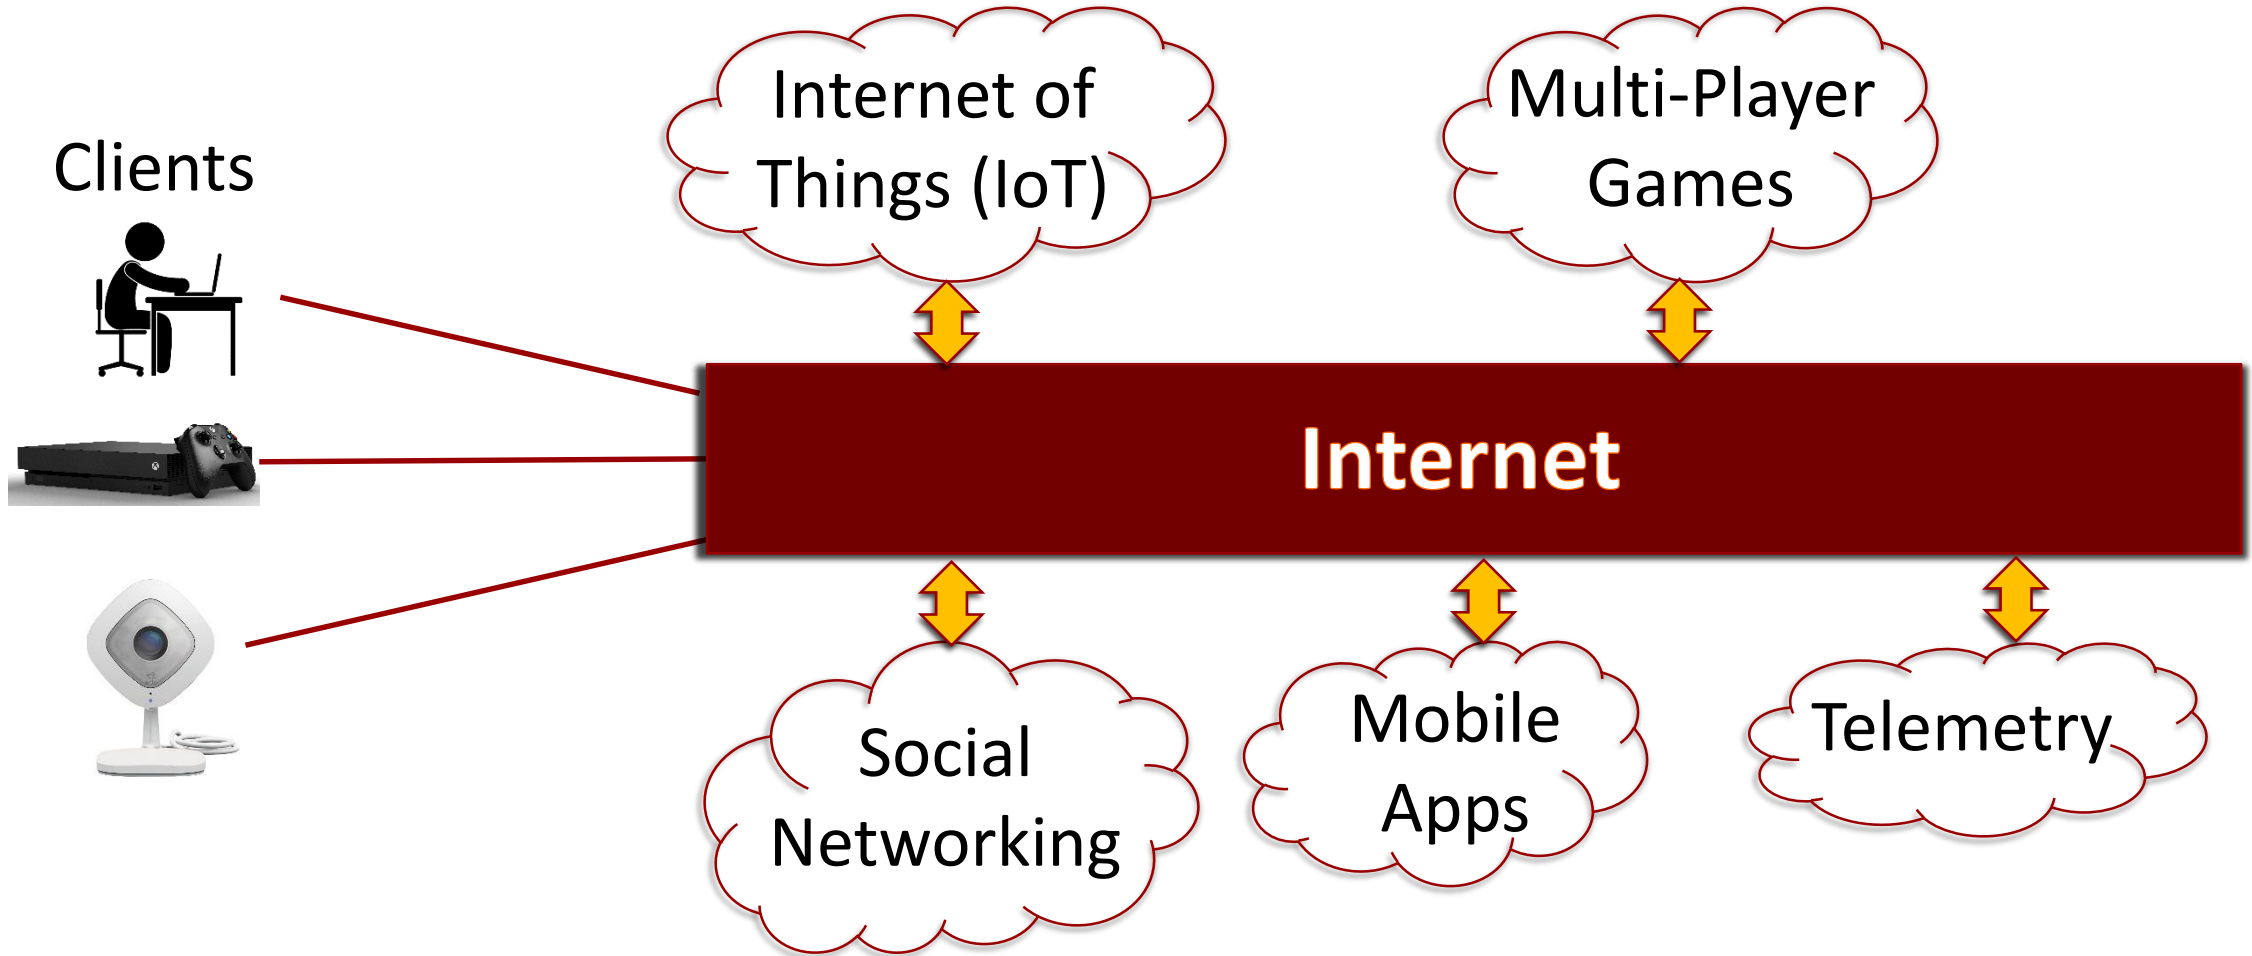 Clients
Internet of
Things (IoT)
Multi-Player
Games
Internet
Social
Networking
Mobile
Apps
Telemetry